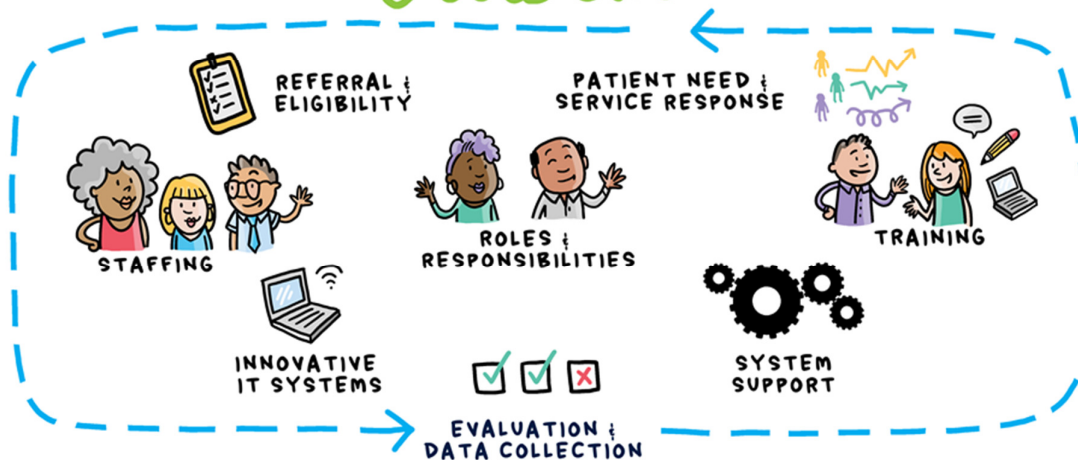 REFERRAL &
ELIGIBILITY
PATIENT NEED &
SERVICE RESPONSE
STAFFING
ROLES &
RESPONSIBILITIES
TRAINING
INNOVATIVE
IT SYSTEMS
SYSTEM
SUPPORT
EVALUATION &
DATA COLLECTION